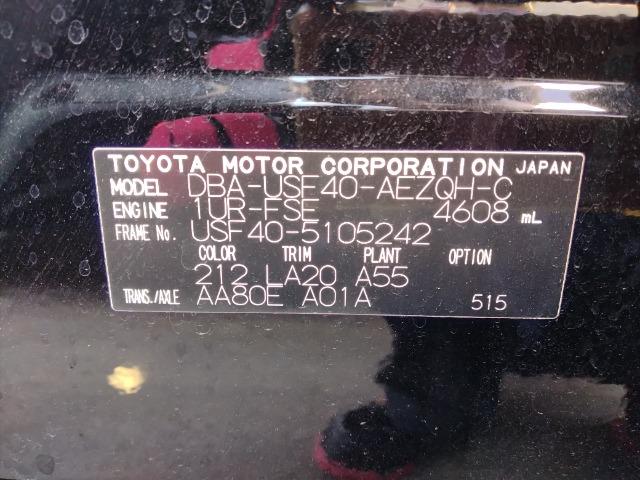 TOYOTA MOTOR CORPORATION JAPAN
MODEL DBA-USF40-AEZQH-C
ENGINE 1UR-FSE 4608 mL
FRAME No. USF40-5105242
COLOR TRIM PLANT OPTION
212 LA20 A55
TRANS./AXLE AA80E A01A 515